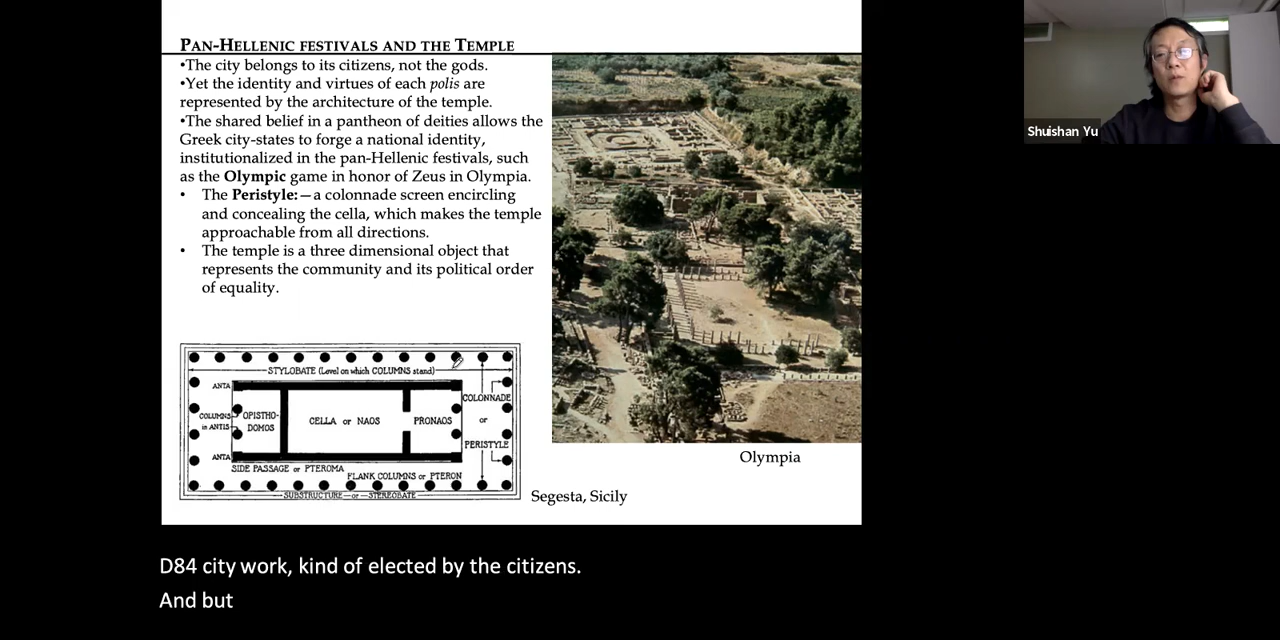 PAN-HELLENIC FESTIVALS AND THE TEMPLE
•The city belongs to its citizens, not the gods.
•Yet the identity and virtues of each polis are
represented by the architecture of the temple.
•The shared belief in a pantheon of deities allows the
Greek city-states to forge a national identity,
institutionalized in the pan-Hellenic festivals, such
as the Olympic game in honor of Zeus in Olympia.
• The Peristyle:—a colonnade screen encircling
and concealing the cella, which makes the temple
approachable from all directions.
• The temple is a three dimensional object that
represents the community and its political order
of equality.
STYLOBATE (Level on which COLUMNS stand)
ANTA
COLONNADE
COLUMNS
in ANTIS
OPISTHO-
DOMOS
CELLA or NAOS
PRONAOS
or
PERISTYLE
ANTA
SIDE PASSAGE or PTEROMA
FLANK COLUMNS or PTERON
SUBSTRUCTURE or STEREOBATE
Olympia
Segesta, Sicily
Shuishan Yu
D84 city work, kind of elected by the citizens.
And but